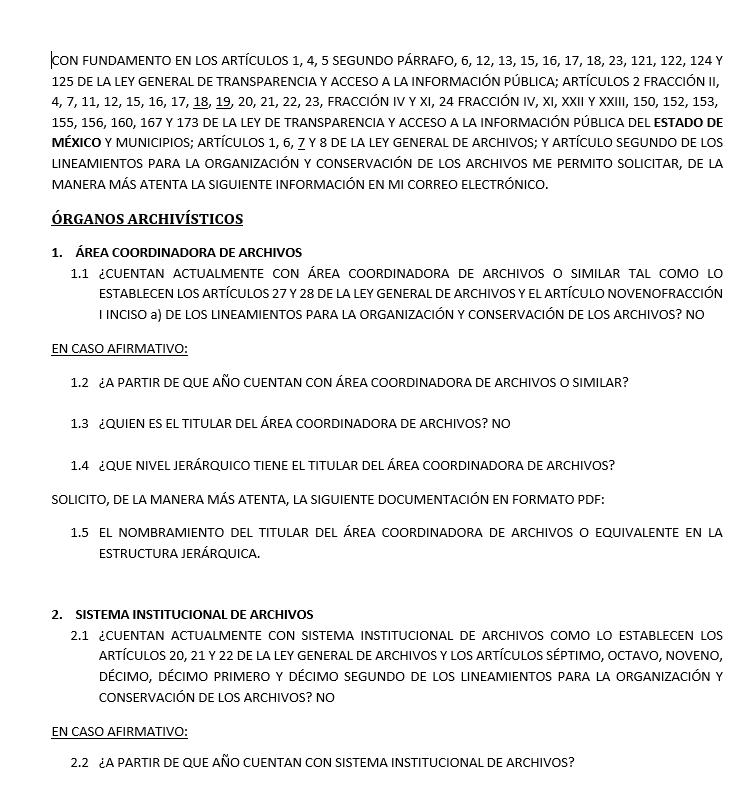 CON FUNDAMENTO EN LOS ARTÍCULOS 1, 4, 5 SEGUNDO PÁRRAFO, 6, 12, 13, 15, 16, 17, 18, 23, 121, 122, 124 Y
125 DE LA LEY GENERAL DE TRANSPARENCIA Y ACCESO A LA INFORMACIÓN PÚBLICA; ARTÍCULOS 2 FRACCIÓN II,
4, 7, 11, 12, 15, 16, 17, 18, 19, 20, 21, 22, 23, FRACCIÓN IV Y XI, 24 FRACCIÓN IV, XI, XXII Y XXIII, 150, 152, 153,
155, 156, 160, 167 Y 173 DE LA LEY DE TRANSPARENCIA Y ACCESO A LA INFORMACIÓN PÚBLICA DEL ESTADO DE
MÉXICO Y MUNICIPIOS; ARTÍCULOS 1, 6, 7 Y 8 DE LA LEY GENERAL DE ARCHIVOS; Y ARTÍCULO SEGUNDO DE LOS
LINEAMIENTOS PARA LA ORGANIZACIÓN Y CONSERVACIÓN DE LOS ARCHIVOS ME PERMITO SOLICITAR, DE LA
MANERA MÁS ATENTA LA SIGUIENTE INFORMACIÓN EN MI CORREO ELECTRÓNICO.
ÓRGANOS ARCHIVÍSTICOS
1. ÁREA COORDINADORA DE ARCHIVOS
1.1 ¿CUENTAN ACTUALMENTE CON ÁREA COORDINADORA DE ARCHIVOS O SIMILAR TAL COMO LO
ESTABLECEN LOS ARTÍCULOS 27 Y 28 DE LA LEY GENERAL DE ARCHIVOS Y EL ARTÍCULO NOVENOFRACCIÓN
I INCISO a) DE LOS LINEAMIENTOS PARA LA ORGANIZACIÓN Y CONSERVACIÓN DE LOS ARCHIVOS? NO
EN CASO AFIRMATIVO:
1.2 ¿A PARTIR DE QUE AÑO CUENTAN CON ÁREA COORDINADORA DE ARCHIVOS O SIMILAR?
1.3 ¿QUIEN ES EL TITULAR DEL ÁREA COORDINADORA DE ARCHIVOS? NO
1.4 ¿QUE NIVEL JERÁRQUICO TIENE EL TITULAR DEL ÁREA COORDINADORA DE ARCHIVOS?
SOLICITO, DE LA MANERA MÁS ATENTA, LA SIGUIENTE DOCUMENTACIÓN EN FORMATO PDF:
1.5 EL NOMBRAMIENTO DEL TITULAR DEL ÁREA COORDINADORA DE ARCHIVOS O EQUIVALENTE EN LA
ESTRUCTURA JERÁRQUICA.
2. SISTEMA INSTITUCIONAL DE ARCHIVOS
2.1 ¿CUENTAN ACTUALMENTE CON SISTEMA INSTITUCIONAL DE ARCHIVOS COMO LO ESTABLECEN LOS
ARTÍCULOS 20, 21 Y 22 DE LA LEY GENERAL DE ARCHIVOS Y LOS ARTÍCULOS SÉPTIMO, OCTAVO, NOVENO,
DÉCIMO, DÉCIMO PRIMERO Y DÉCIMO SEGUNDO DE LOS LINEAMIENTOS PARA LA ORGANIZACIÓN Y
CONSERVACIÓN DE LOS ARCHIVOS? NO
EN CASO AFIRMATIVO:
2.2 ¿A PARTIR DE QUE AÑO CUENTAN CON SISTEMA INSTITUCIONAL DE ARCHIVOS?